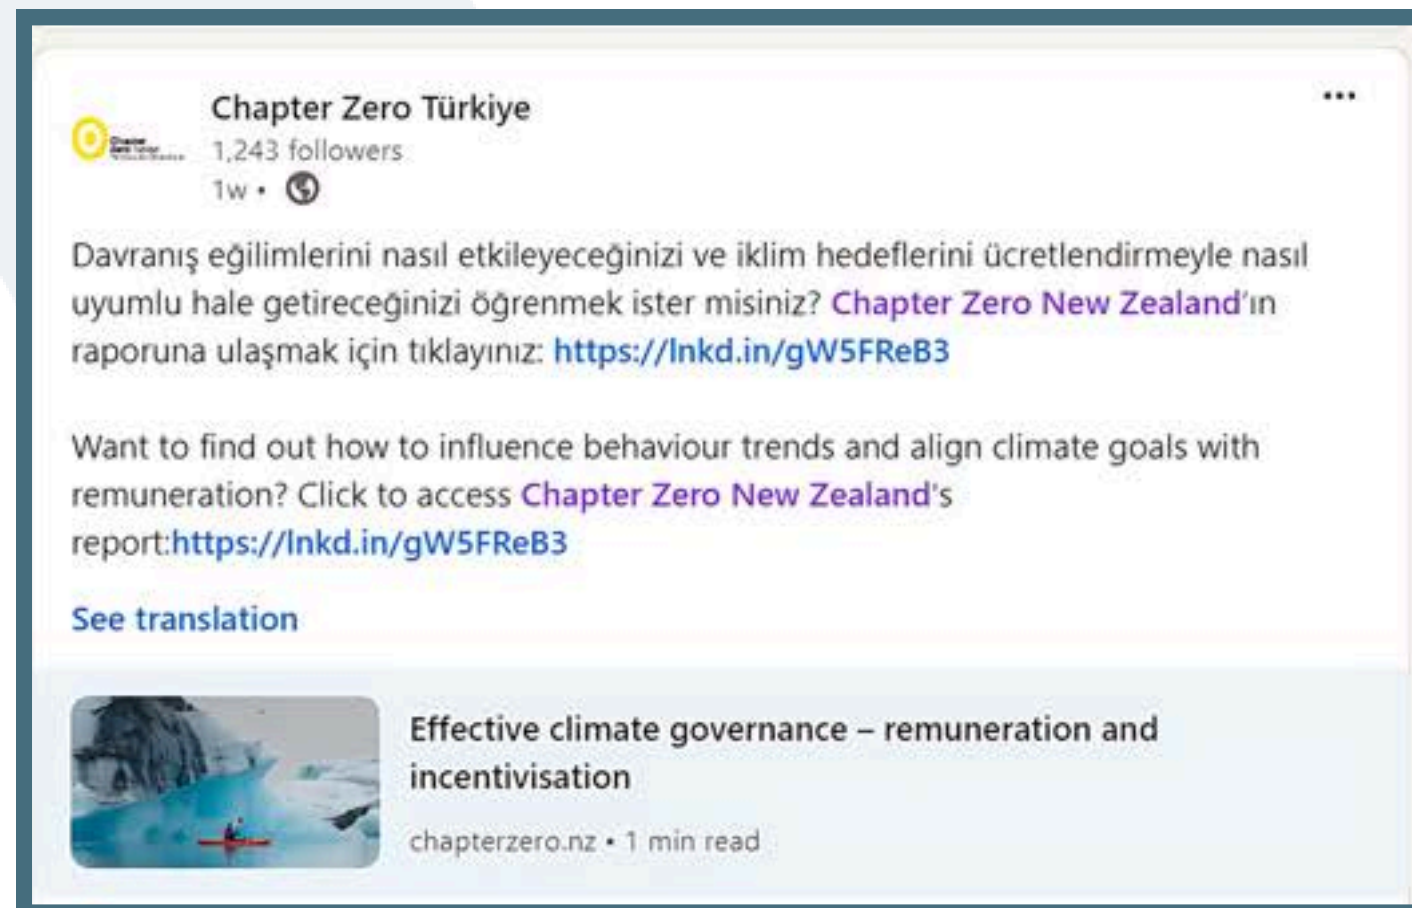 Chapter Zero Türkiye
1,243 followers
1w •
Davranış eğilimlerini nasıl etkileyeceğinizi ve iklim hedeflerini ücretlendirmeyle nasıl
uyumlu hale getireceğinizi öğrenmek ister misiniz? Chapter Zero New Zealand'ın
raporuna ulaşmak için tıklayınız: https://lnkd.in/gW5FReB3
Want to find out how to influence behaviour trends and align climate goals with
remuneration? Click to access Chapter Zero New Zealand's
report:https://lnkd.in/gW5FReB3
See translation
Effective climate governance – remuneration and
incentivisation
chapterzero.nz • 1 min read